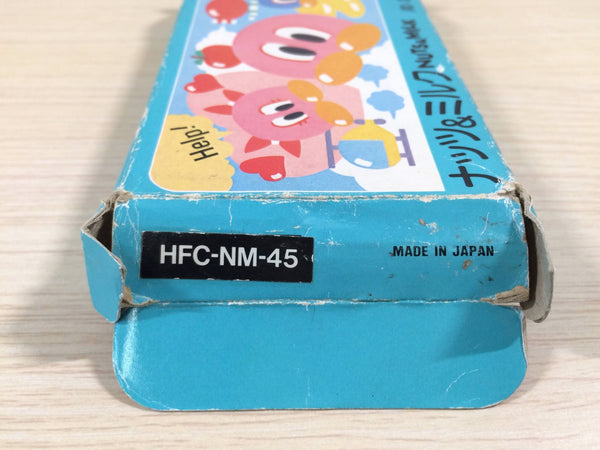 Help!
ナッツ&ミルク NUTS&MILK
HFC-NM-45
MADE IN JAPAN